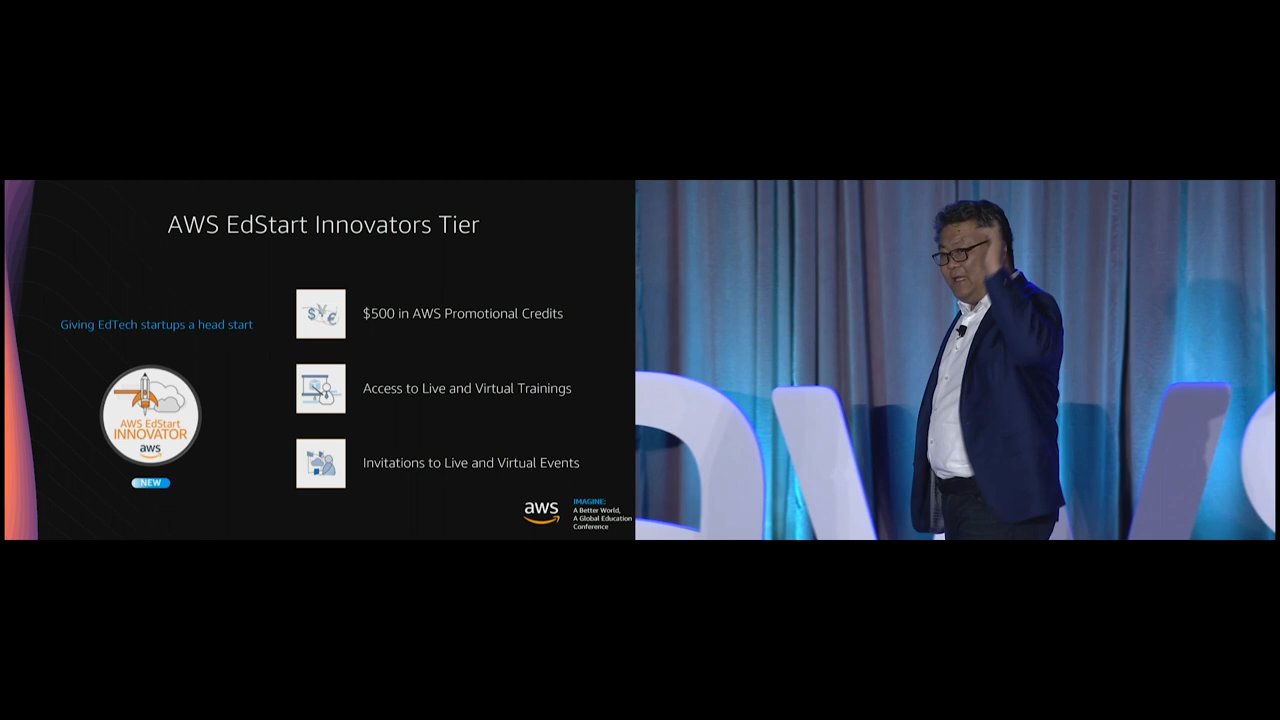 AWS EdStart Innovators Tier
Giving EdTech startups a head start
AWS EdStart
INNOVATOR
aws
NEW
$500 in AWS Promotional Credits
Access to Live and Virtual Trainings
Invitations to Live and Virtual Events
aws
IMAGINE:
A Better World,
A Global Education
Conference
aws